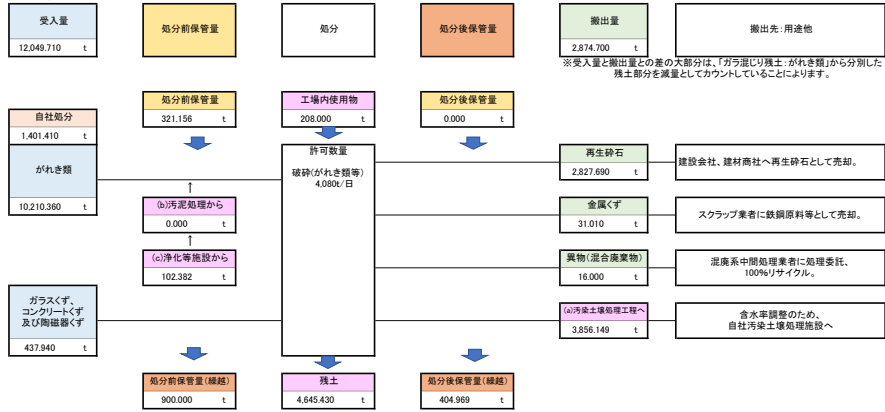 受入量
12,049.710 t
処分前保管量
処分
処分後保管量
搬出量
2,874.700 t
搬出先：用途他
※受入量と搬出量との差の大部分は、「ガラ混じり残土：がれき類」から分別した
残土部分を減量としてカウントしていることによります。
処分前保管量
321.156 t
工場内使用物
208.000 t
処分後保管量
0.000 t
自社処分
1,401.410 t
がれき類
10,210.360 t
許可数量
破砕(がれき類等)
4,080t/日
再生砕石
2,827.690 t
建設会社、建材商社へ再生砕石として売却。
↑
(b)汚泥処理から
0.000 t
↑
(c)浄化等施設から
102.382 t
金属くず
31.010 t
スクラップ業者に鉄鋼原料等として売却。
異物(混合廃棄物)
16.000 t
混廃系中間処理業者に処理委託、
100%リサイクル。
ガラスくず、
コンクリートくず
及び陶磁器くず
437.940 t
(a)汚染土壌処理工程へ
3,856.149 t
含水率調整のため、
自社汚染土壌処理施設へ
処分前保管量(繰越)
900.000 t
残土
4,645.430 t
処分後保管量(繰越)
404.969 t